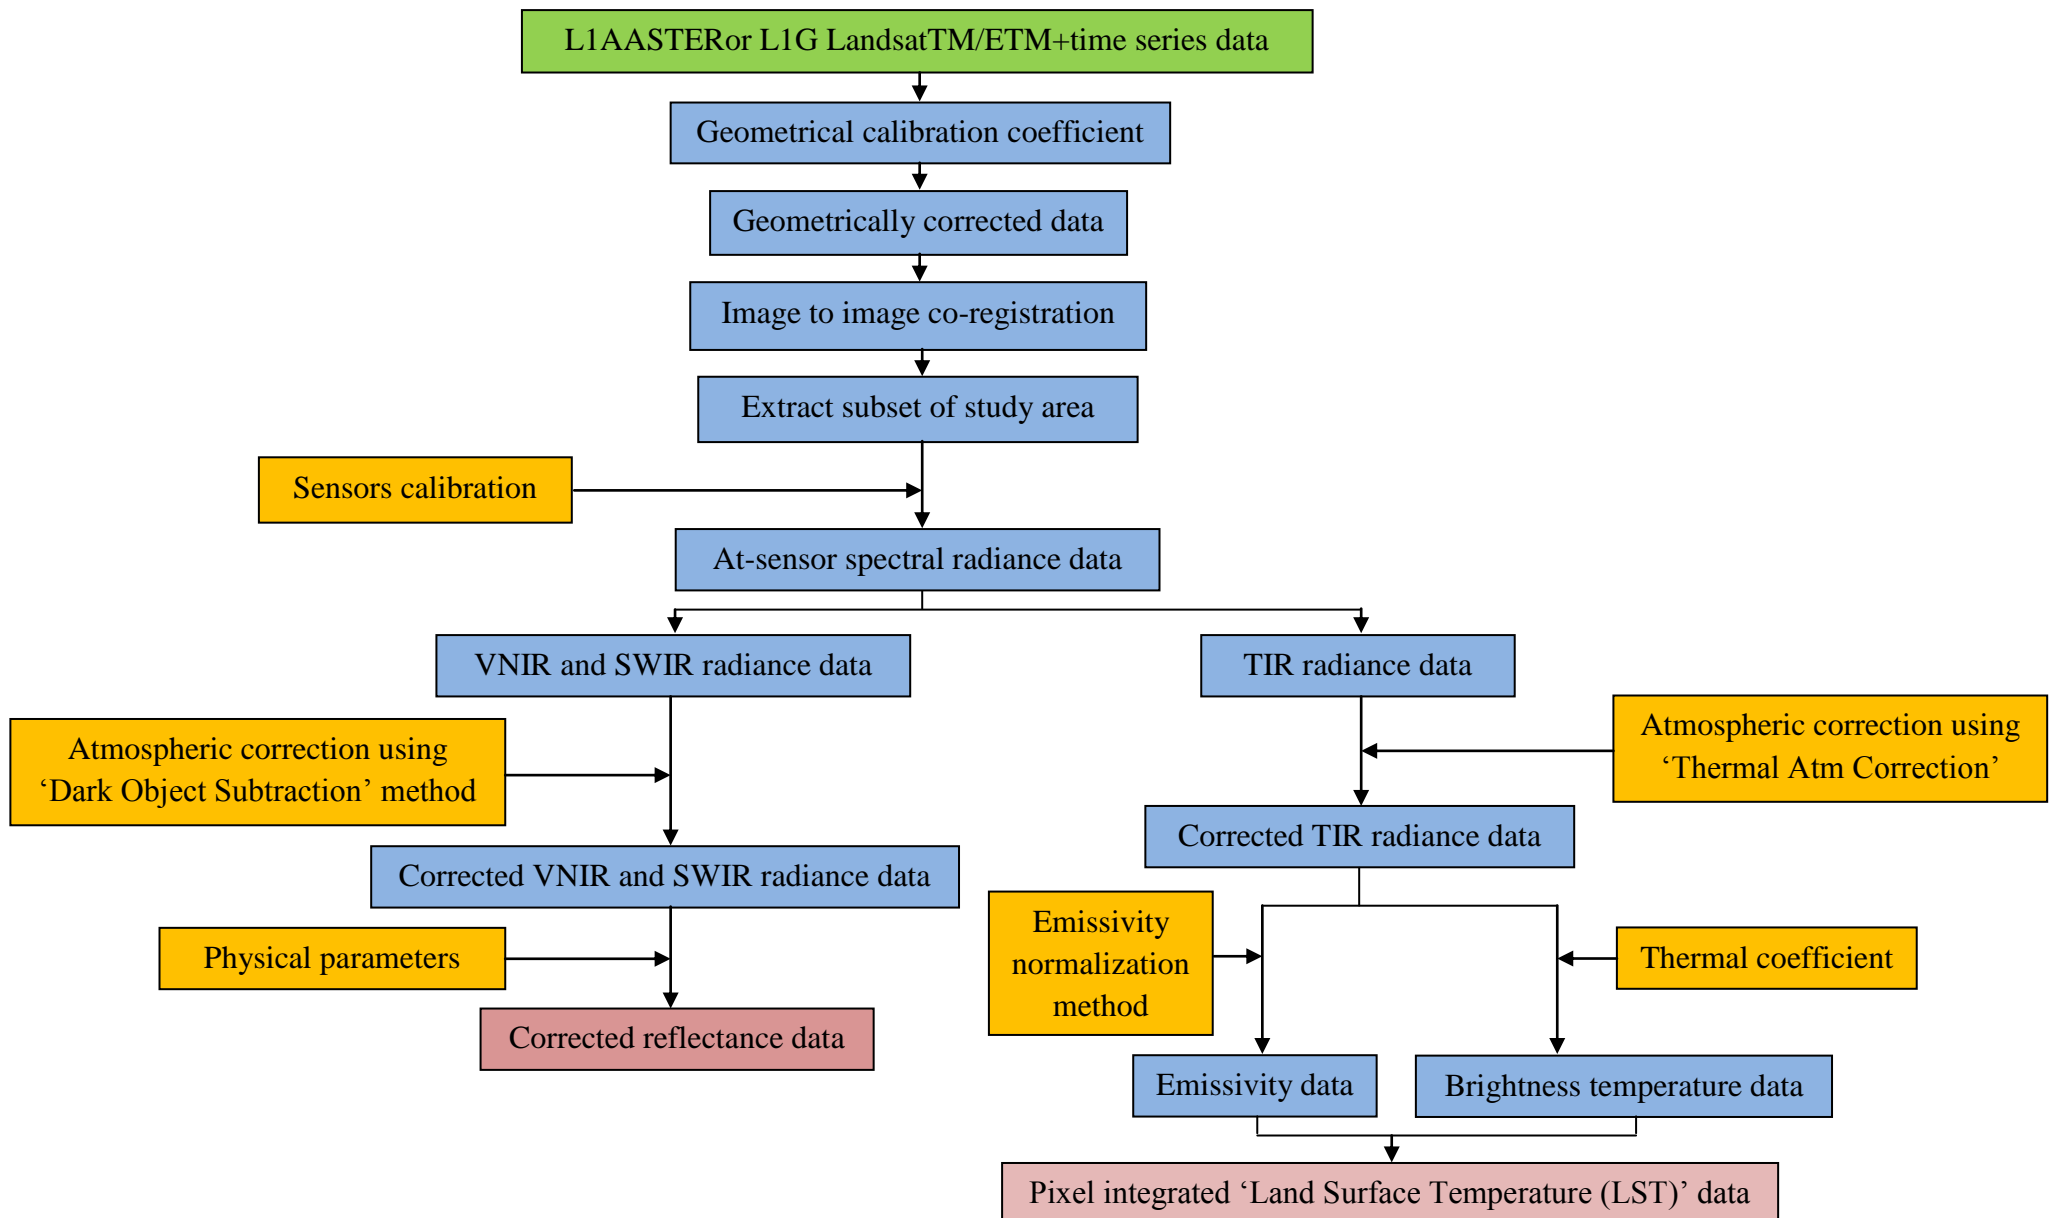 L1AASTERor L1G LandsatTM/ETM+time series data
Geometrical calibration coefficient
Geometrically corrected data
Image to image co-registration
Extract subset of study area
Sensors calibration
At-sensor spectral radiance data
VNIR and SWIR radiance data
TIR radiance data
Atmospheric correction using
‘Dark Object Subtraction’ method
Atmospheric correction using
‘Thermal Atm Correction’
Corrected TIR radiance data
Corrected VNIR and SWIR radiance data
Physical parameters
Emissivity
normalization
method
Thermal coefficient
Corrected reflectance data
Emissivity data
Brightness temperature data
Pixel integrated ‘Land Surface Temperature (LST)’ data